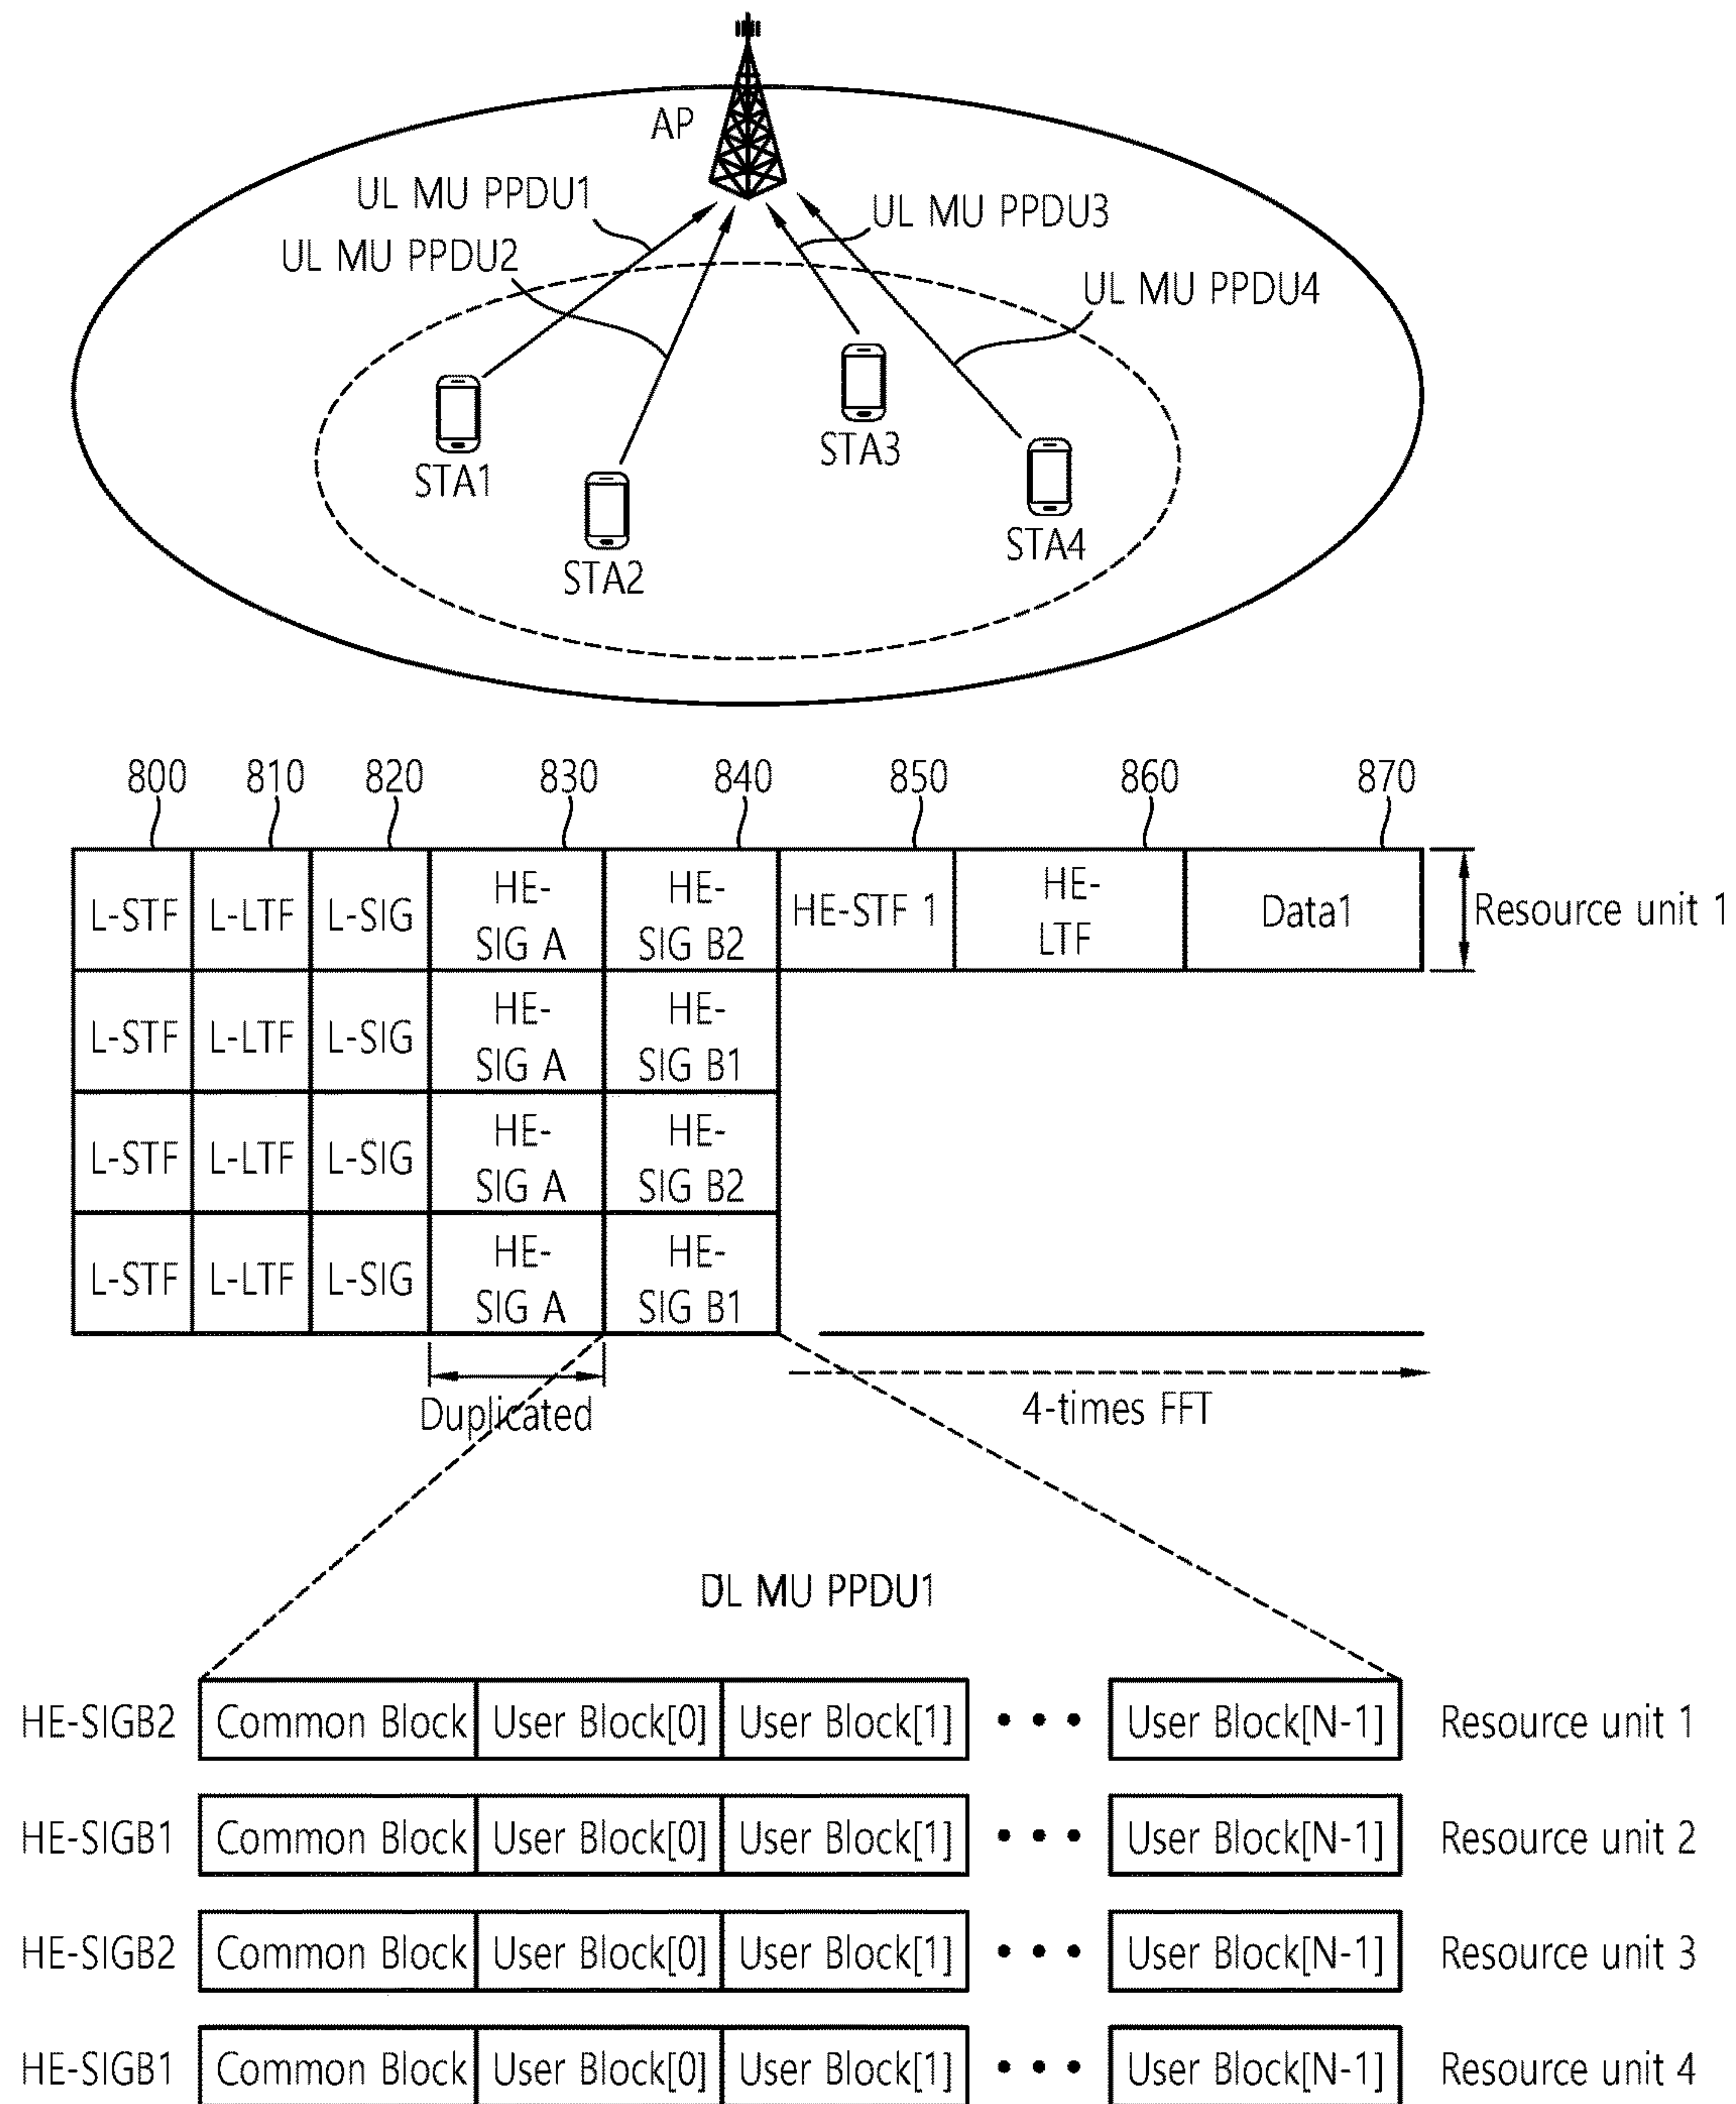 AP
UL MU PPDU1
UL MU PPDU3
UL MU PPDU2
UL MU PPDU4
STA1
STA2
STA3
STA4
800 810 820 830 840 850 860 870
L-STF L-LTF L-SIG HE- SIG A HE- SIG B2 HE-STF 1 HE- LTF Data1 Resource unit 1
L-STF L-LTF L-SIG HE- SIG A HE- SIG B1
L-STF L-LTF L-SIG HE- SIG A HE- SIG B2
L-STF L-LTF L-SIG HE- SIG A HE- SIG B1
Duplicated 4-times FFT
DL MU PPDU1
HE-SIGB2 Common Block User Block[0] User Block[1] • • • User Block[N-1] Resource unit 1
HE-SIGB1 Common Block User Block[0] User Block[1] • • • User Block[N-1] Resource unit 2
HE-SIGB2 Common Block User Block[0] User Block[1] • • • User Block[N-1] Resource unit 3
HE-SIGB1 Common Block User Block[0] User Block[1] • • • User Block[N-1] Resource unit 4